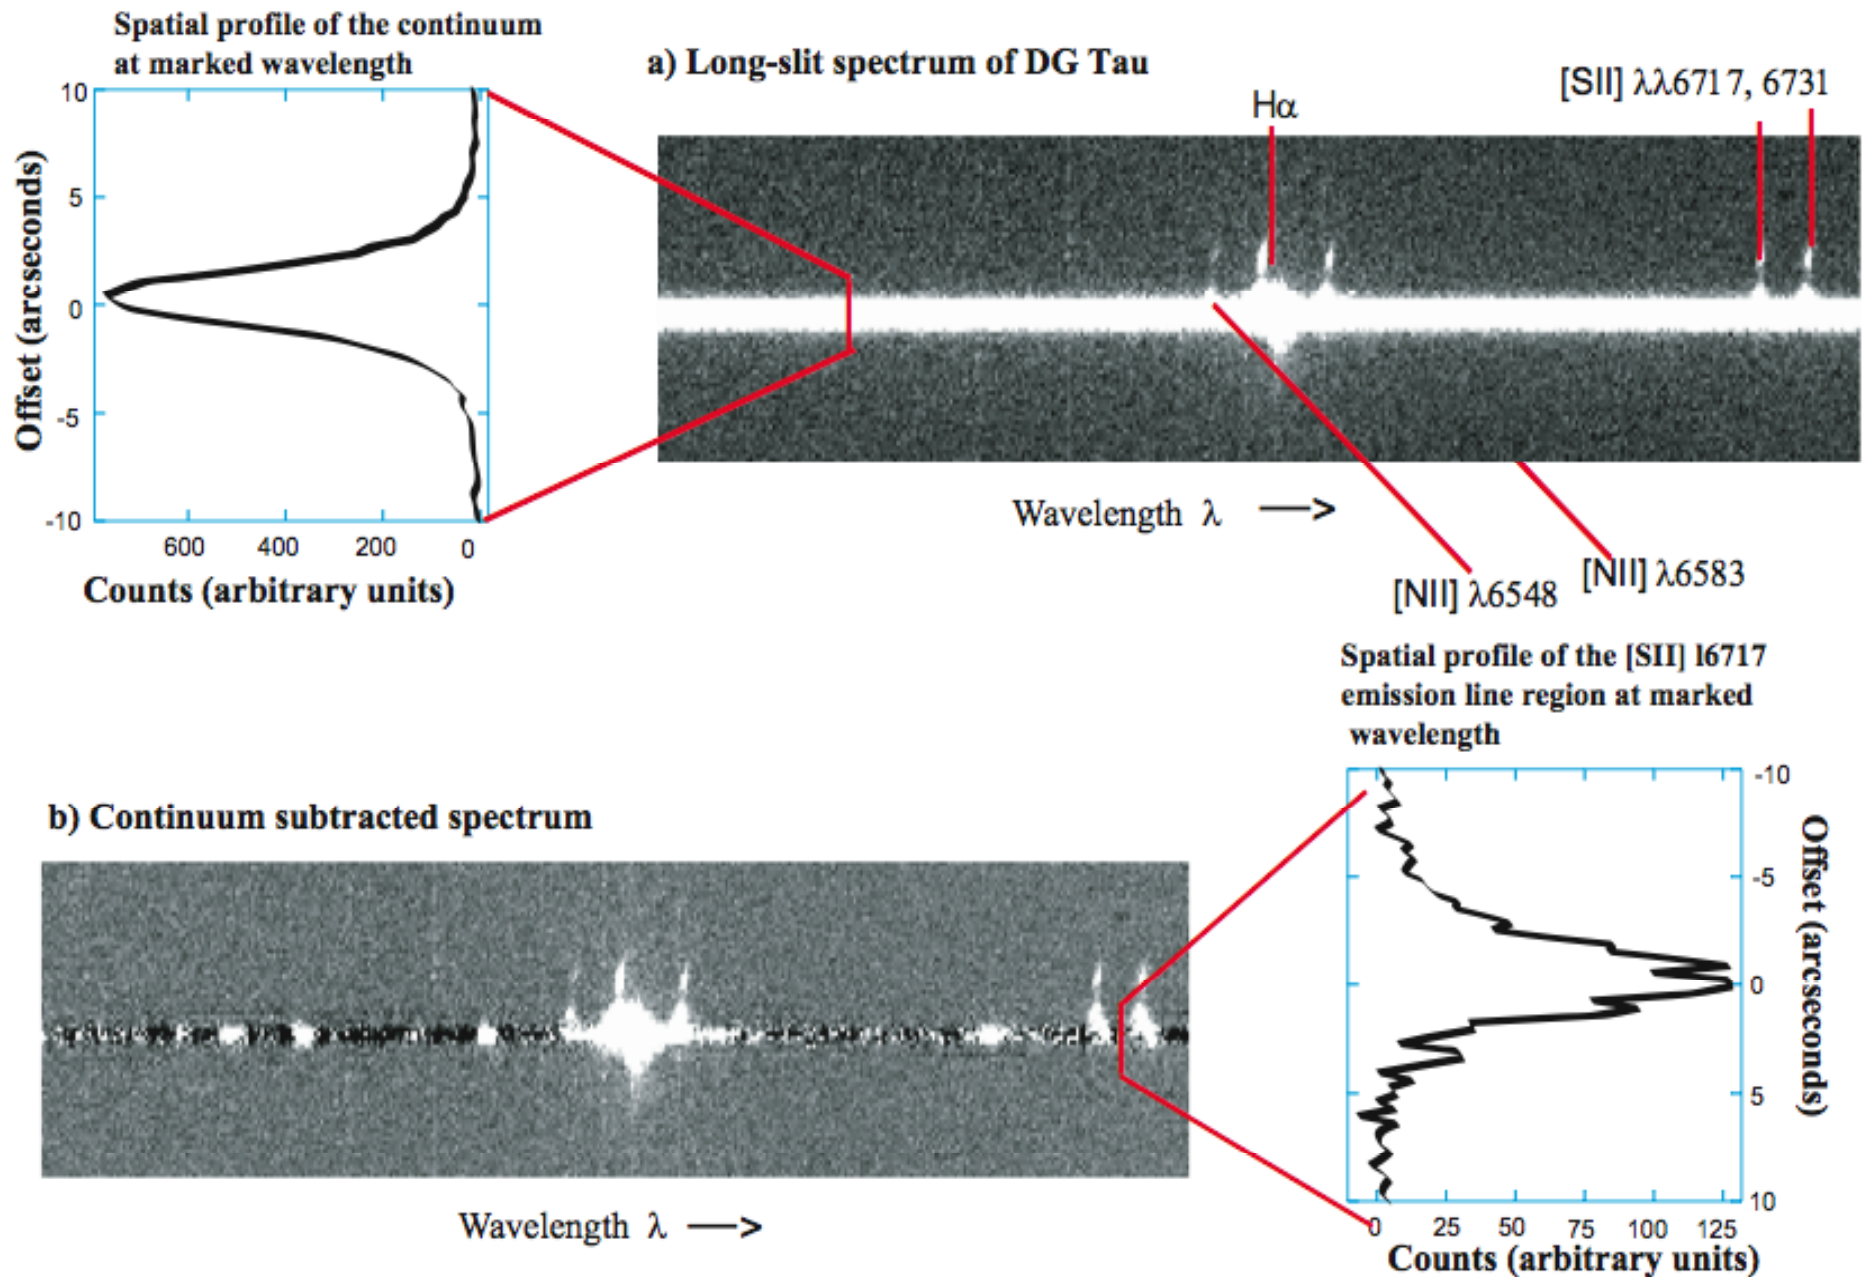 Spatial profile of the continuum
at marked wavelength
a) Long-slit spectrum of DG Tau
Hα
[SII] λλ6717, 6731
10
5
0
-5
-10
Offset (arcseconds)
600 400 200 0
Counts (arbitrary units)
Wavelength λ —>
[NII] λ6548
[NII] λ6583
Spatial profile of the [SII] l6717
emission line region at marked
wavelength
b) Continuum subtracted spectrum
-10
-5
0
5
10
Offset (arcseconds)
0 25 50 75 100 125
Counts (arbitrary units)
Wavelength λ —>